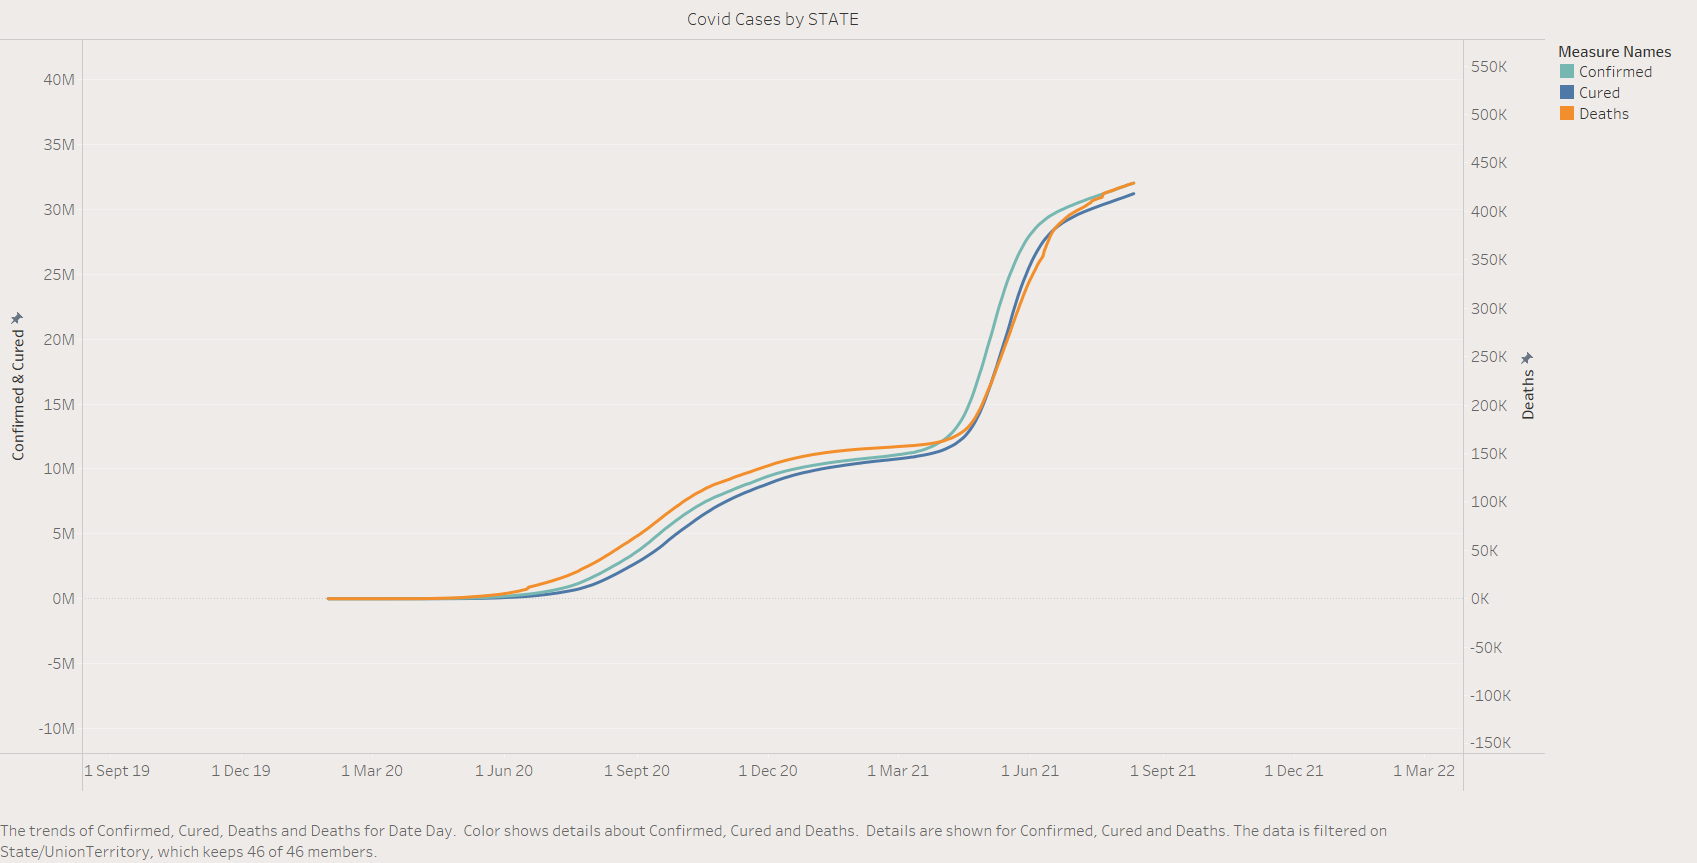 Covid Cases by STATE
Measure Names
Confirmed
Cured
Deaths
40M
35M
30M
25M
20M
15M
10M
5M
0M
-5M
-10M
Confirmed & Cured
550K
500K
450K
400K
350K
300K
250K
200K
150K
100K
50K
0K
-50K
-100K
-150K
Deaths
1 Sept 19
1 Dec 19
1 Mar 20
1 Jun 20
1 Sept 20
1 Dec 20
1 Mar 21
1 Jun 21
1 Sept 21
1 Dec 21
1 Mar 22
The trends of Confirmed, Cured, Deaths and Deaths for Date Day.  Color shows details about Confirmed, Cured and Deaths.  Details are shown for Confirmed, Cured and Deaths. The data is filtered on
State/UnionTerritory, which keeps 46 of 46 members.